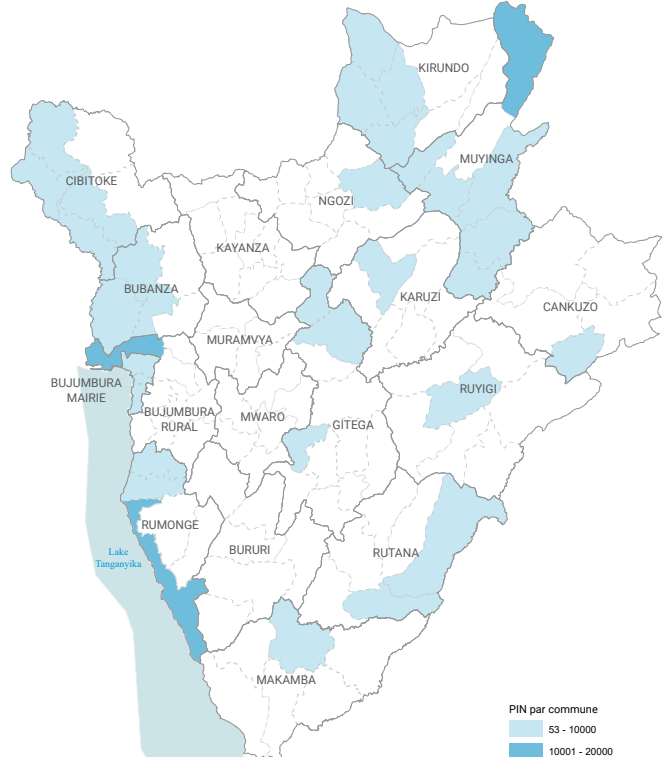 KIRUNDO
MUYINGA
CIBITOKE
NGOZI
KAYANZA
BUBANZA
KARUZI
CANKUZO
MURAMVYA
BUJUMBURA
MAIRIE
RUYIGI
BUJUMBURA
RURAL
MWARO
GITEGA
RUMONGE
BURURI
RUTANA
Lake
Tanganyika
MAKAMBA
PIN par commune
53 - 10000
10001 - 20000